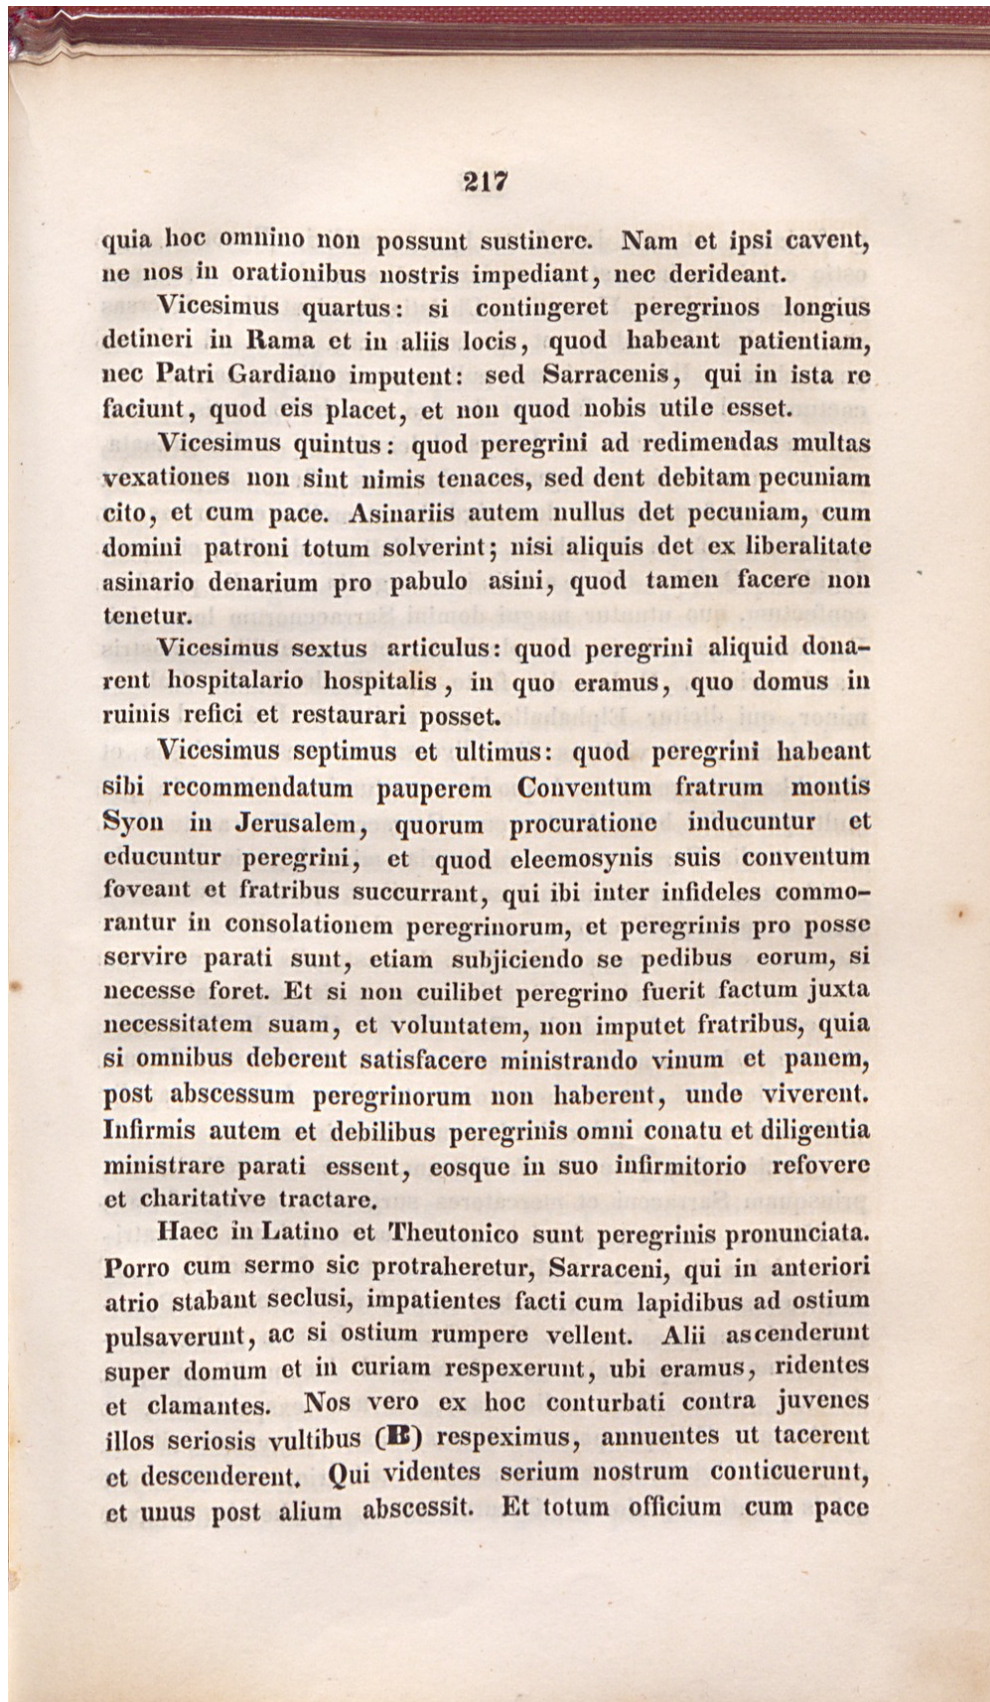 217
quia hoc omnino non possunt sustinere. Nam et ipsi cavent,
ne nos in orationibus nostris impediant, nec derideant.
Vicesimus quartus: si contingeret peregrinos longius
detineri in Rama et in aliis locis, quod habeant patientiam,
nec Patri Gardiano imputent: sed Sarracenis, qui in ista re
faciunt, quod eis placet, et non quod nobis utile esset.
Vicesimus quintus: quod peregrini ad redimendas multas
vexationes non sint nimis tenaces, sed dent debitam pecuniam
cito, et cum pace. Asinariis autem nullus det pecuniam, cum
domini patroni totum solverint; nisi aliquis det ex liberalitate
asinario denarium pro pabulo asini, quod tamen facere non
tenetur.
Vicesimus sextus articulus: quod peregrini aliquid dona-
rent hospitalario hospitalis, in quo eramus, quo domus in
ruinis refici et restaurari posset.
Vicesimus septimus et ultimus: quod peregrini habeant
sibi recommendatum pauperem Conventum fratrum montis
Syon in Jerusalem, quorum procuratione inducuntur et
educuntur peregrini, et quod eleemosynis suis conventum
foveant et fratribus succurrant, qui ibi inter infideles commo-
rantur in consolationem peregrinorum, et peregrinis pro posse
servire parati sunt, etiam subjiciendo se pedibus eorum, si
necesse foret. Et si non cuilibet peregrino fuerit factum juxta
necessitatem suam, et voluntatem, non imputet fratribus, quia
si omnibus deberent satisfacere ministrando vinum et panem,
post abscessum peregrinorum non haberent, unde viverent.
Infirmis autem et debilibus peregrinis omni conatu et diligentia
ministrare parati essent, eosque in suo infirmitorio refovere
et charitative tractare.
Haec in Latino et Theutonico sunt peregrinis pronunciata.
Porro cum sermo sic protraheretur, Sarraceni, qui in anteriori
atrio stabant seclusi, impatientes facti cum lapidibus ad ostium
pulsaverunt, ac si ostium rumpere vellent. Alii ascenderunt
super domum et in curiam respexerunt, ubi eramus, ridentes
et clamantes. Nos vero ex hoc conturbati contra juvenes
illos seriosis vultibus (B) respeximus, annuentes ut tacerent
et descenderent. Qui videntes serium nostrum conticuerunt,
et unus post alium abscessit. Et totum officium cum pace